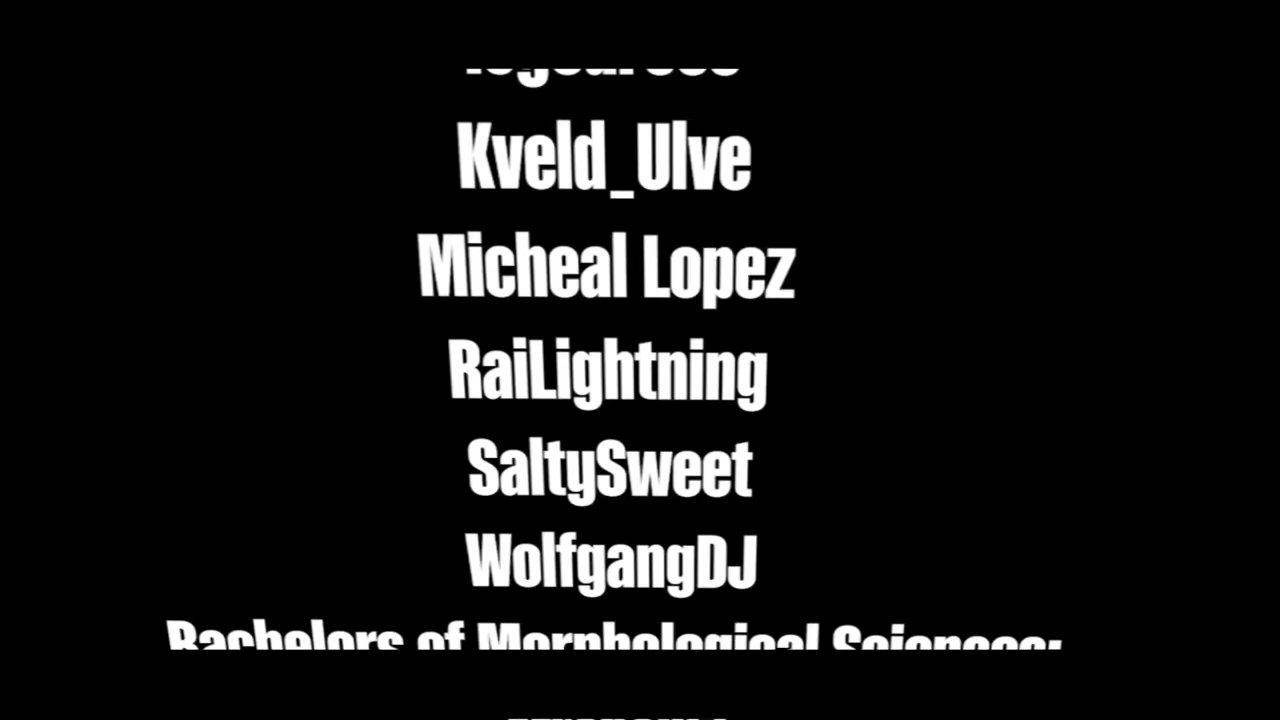 Kveld_Ulve
Micheal Lopez
RaiLightning
SaltySweet
WolfgangDJ
Bachelors of Morphological Sciences: